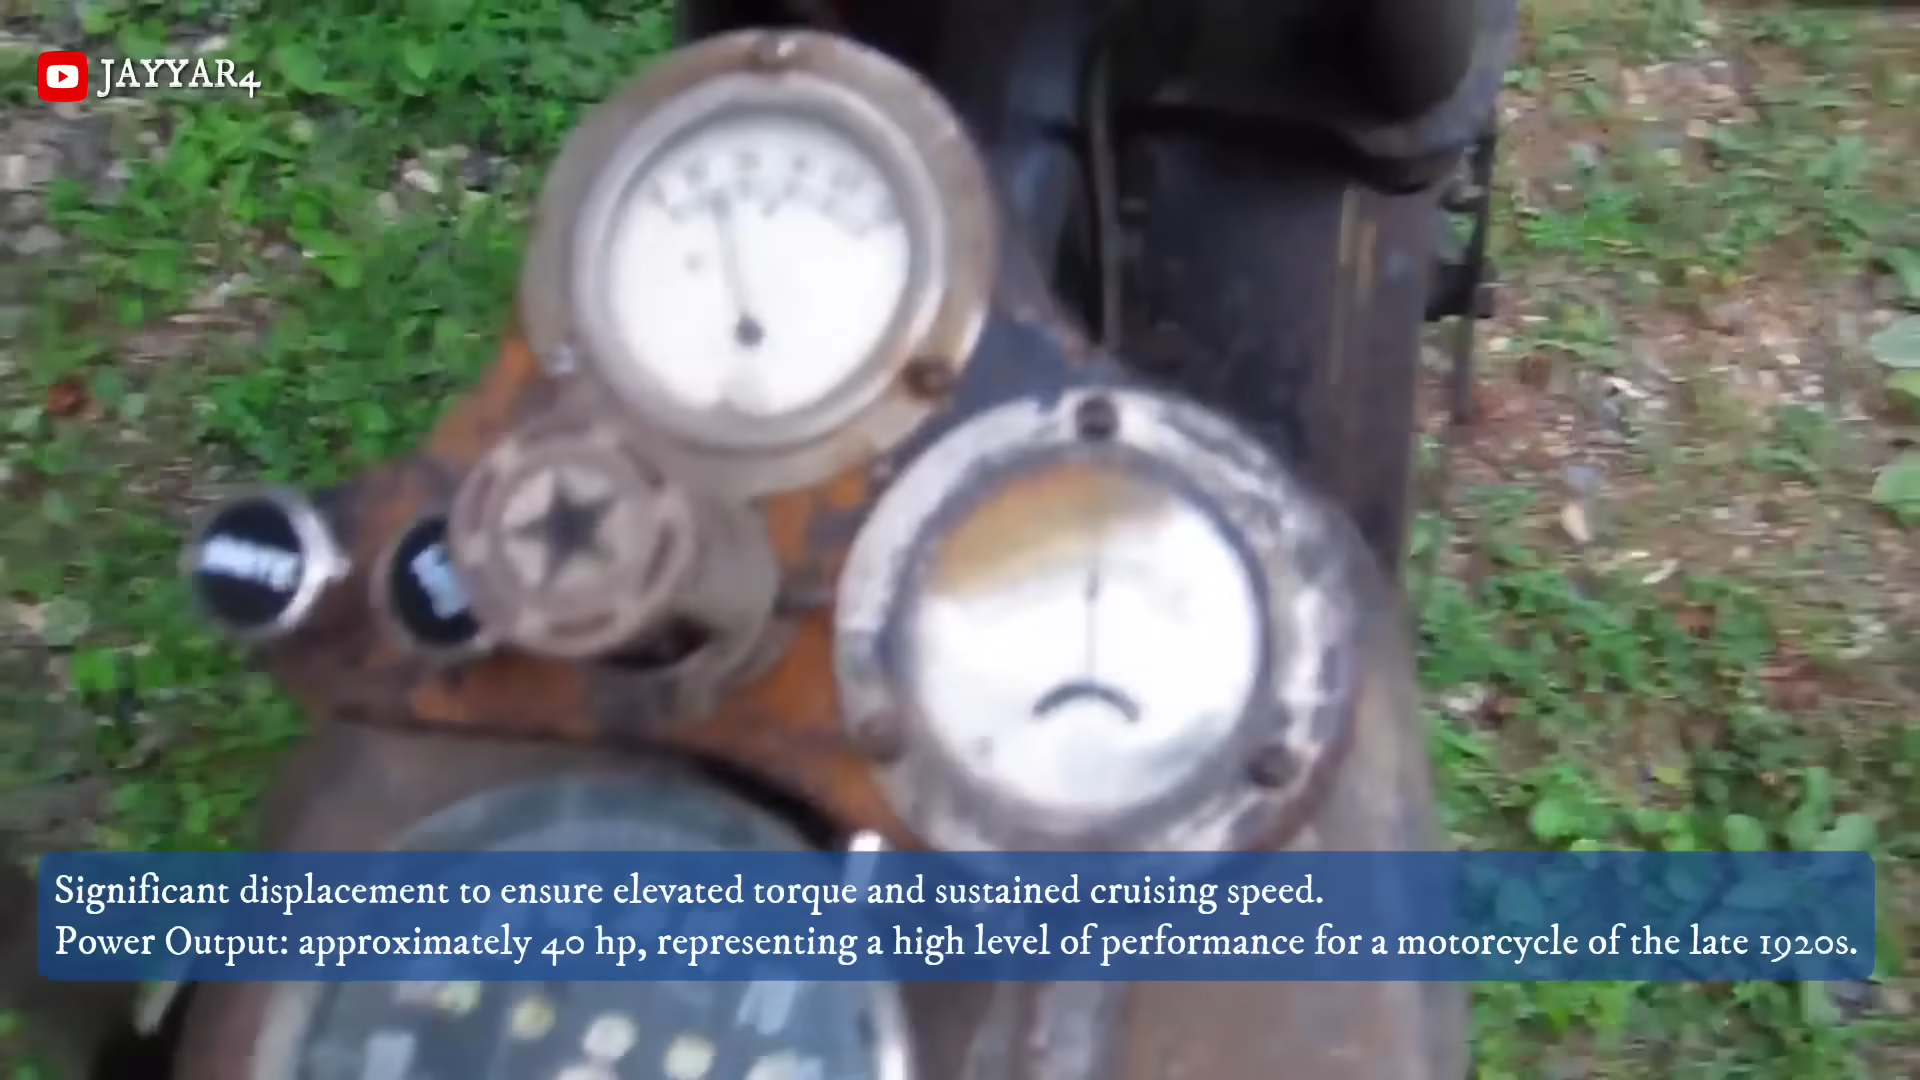 JAYYAR4
Significant displacement to ensure elevated torque and sustained cruising speed.
Power Output: approximately 40 hp, representing a high level of performance for a motorcycle of the late 1920s.